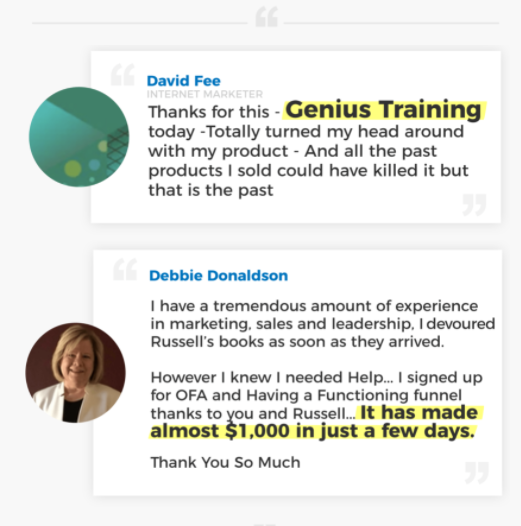 “
“
David Fee
INTERNET MARKETER
Thanks for this - Genius Training
today -Totally turned my head around
with my product - And all the past
products I sold could have killed it but
that is the past
”
“
Debbie Donaldson
I have a tremendous amount of experience
in marketing, sales and leadership, I devoured
Russell's books as soon as they arrived.
However I knew I needed Help... I signed up
for OFA and Having a Functioning funnel
thanks to you and Russell... It has made
almost $1,000 in just a few days.
Thank You So Much
”